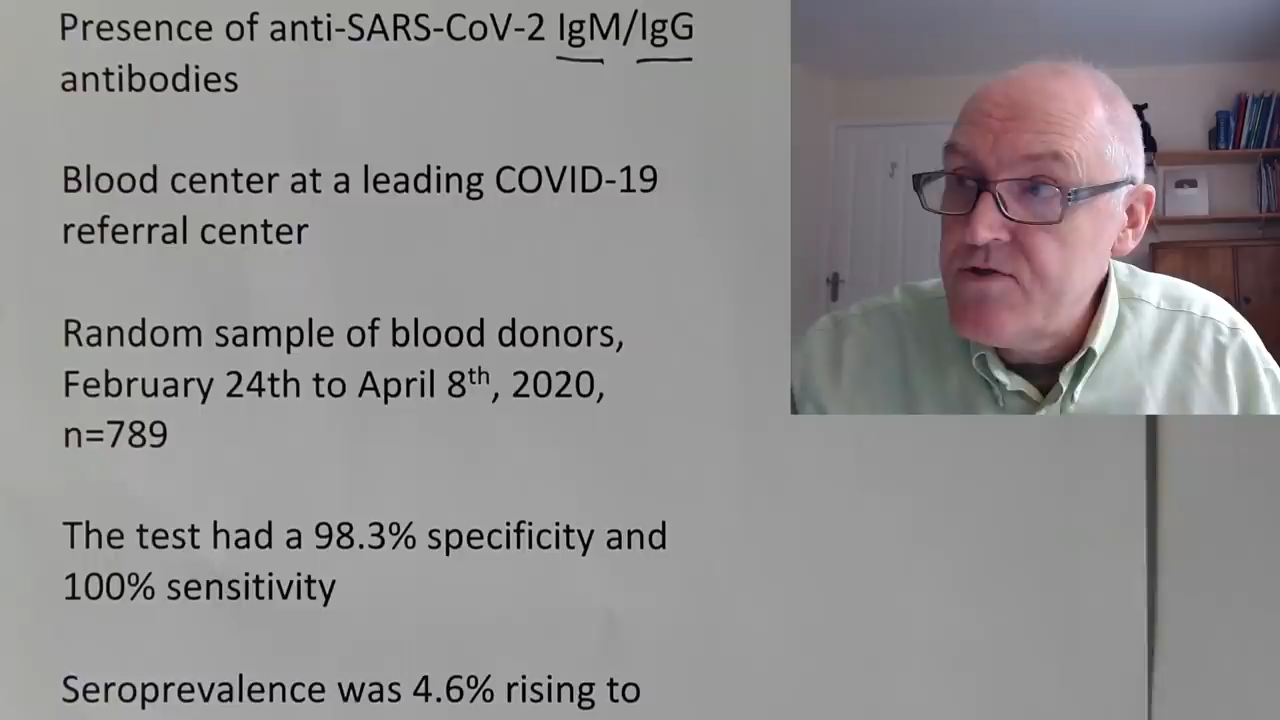 Presence of anti-SARS-CoV-2 IgM/IgG
antibodies
Blood center at a leading COVID-19
referral center
Random sample of blood donors,
February 24th to April 8th, 2020,
n=789
The test had a 98.3% specificity and
100% sensitivity
Seroprevalence was 4.6% rising to